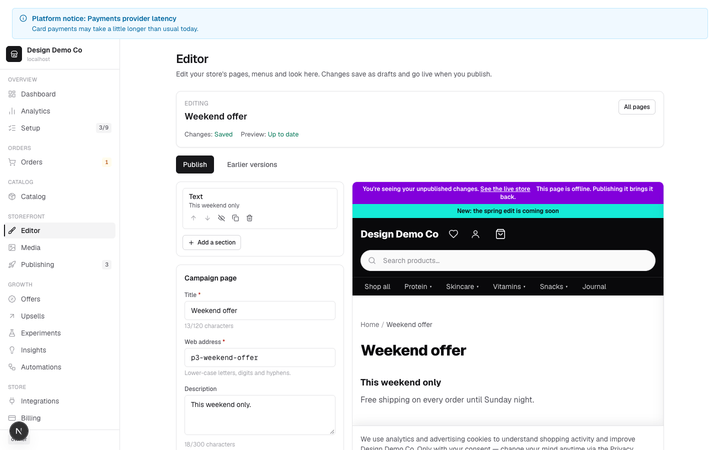 Platform notice: Payments provider latency
Card payments may take a little longer than usual today.
Design Demo Co
localhost
OVERVIEW
Dashboard
Analytics
Setup 3/9
ORDERS
Orders 1
CATALOG
Catalog
STOREFRONT
Editor
Media
Publishing 3
GROWTH
Offers
Upsells
Experiments
Insights
Automations
STORE
Integrations
Billing
N
Editor
Edit your store's pages, menus and look here. Changes save as drafts and go live when you publish.
EDITING
Weekend offer
All pages
Changes: Saved Preview: Up to date
Publish Earlier versions
Text
This weekend only
Add a section
Campaign page
Title *
Weekend offer
13/120 characters
Web address *
p3-weekend-offer
Lower-case letters, digits and hyphens.
Description
This weekend only.
18/300 characters
You're seeing your unpublished changes. See the live store This page is offline. Publishing it brings it
back.
New: the spring edit is coming soon
Design Demo Co
Search products...
Shop all Protein Skincare Vitamins Snacks Journal
Home / Weekend offer
Weekend offer
This weekend only
Free shipping on every order until Sunday night.
We use analytics and advertising cookies to understand shopping activity and improve
Design Demo Co. Only with your consent — change your mind anytime via the Privacy